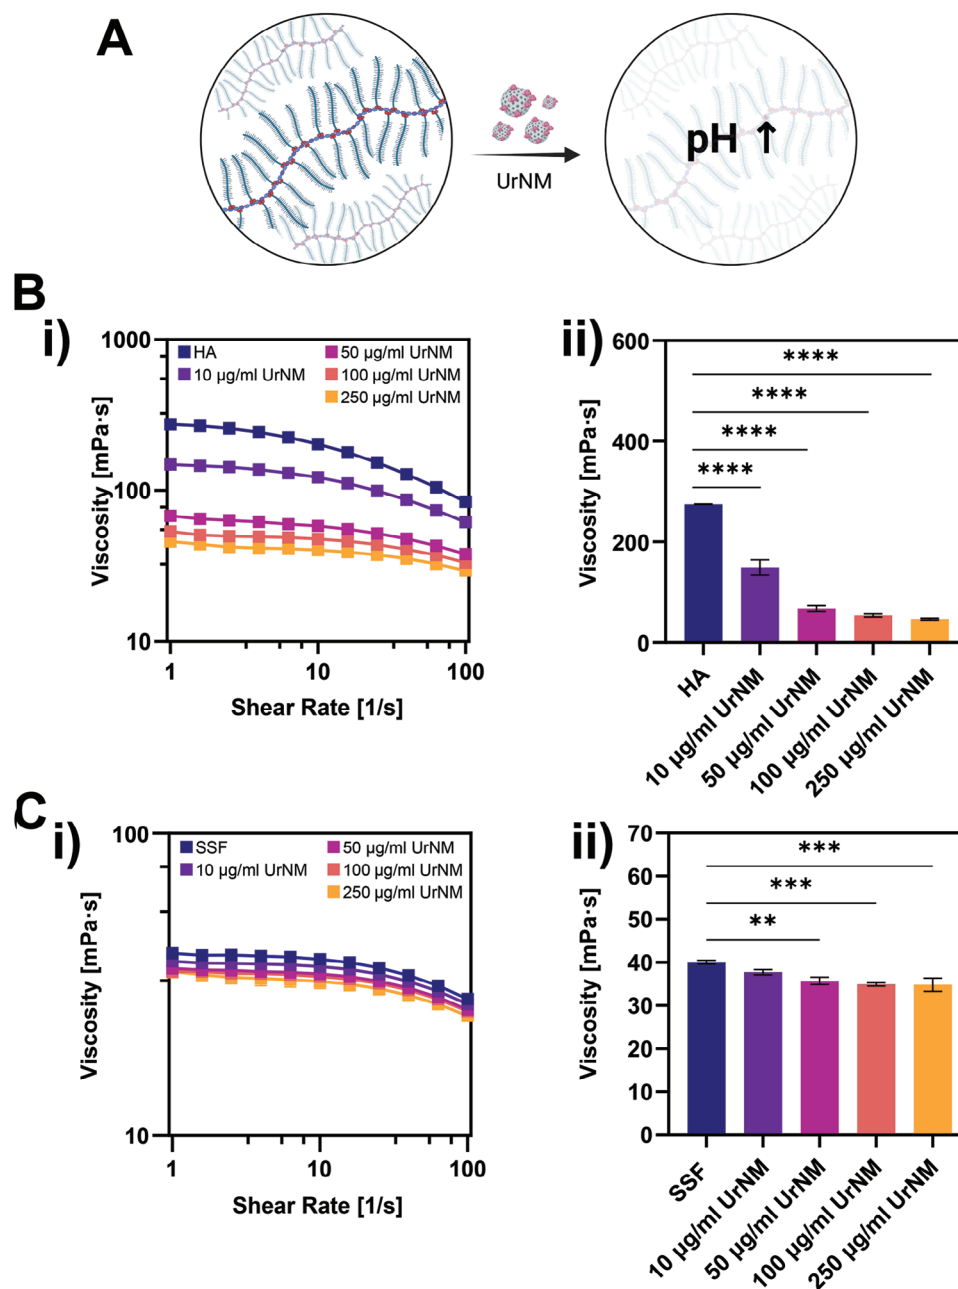 A
pH ↑
UrNM
B
i)
1000
100
10
Viscosity [mPa·s]
HA
10 µg/ml UrNM
50 µg/ml UrNM
100 µg/ml UrNM
250 µg/ml UrNM
1
10
100
Shear Rate [1/s]
ii)
600
400
200
0
Viscosity [mPa·s]
****
****
****
****
HA
10 µg/ml UrNM
50 µg/ml UrNM
100 µg/ml UrNM
250 µg/ml UrNM
C
i)
100
10
Viscosity [mPa·s]
SSF
10 µg/ml UrNM
50 µg/ml UrNM
100 µg/ml UrNM
250 µg/ml UrNM
1
10
100
Shear Rate [1/s]
ii)
70
60
50
40
30
20
10
0
Viscosity [mPa·s]
***
***
**
SSF
10 µg/ml UrNM
50 µg/ml UrNM
100 µg/ml UrNM
250 µg/ml UrNM